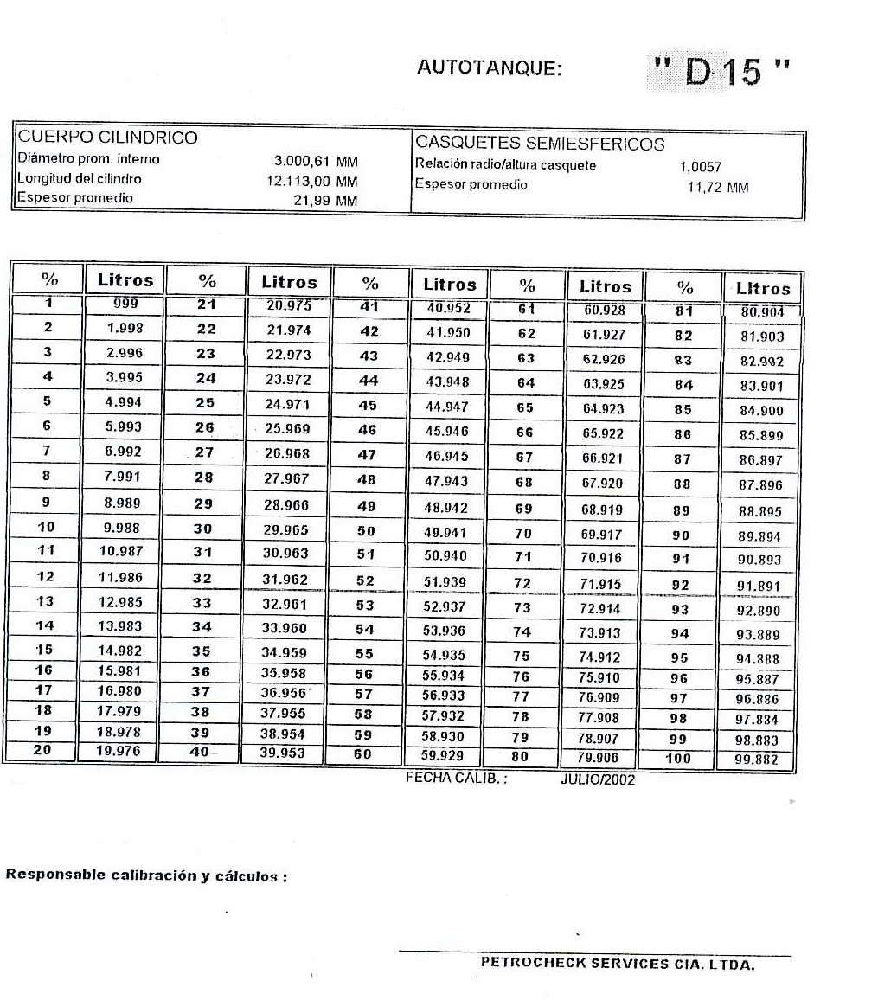 AUTOTANQUE: " D 15 "
CUERPO CILINDRICO
Diámetro prom. interno 3.000,61 MM
Longitud del cilindro 12.113,00 MM
Espesor promedio 21,99 MM
CASQUETES SEMIESFERICOS
Relación radio/altura casquete 1,0057
Espesor promedio 11,72 MM
% Litros % Litros % Litros % Litros % Litros
1 999 21 20.975 41 40.952 61 60.928 81 80.904
2 1.998 22 21.974 42 41.950 62 61.927 82 81.903
3 2.996 23 22.973 43 42.949 63 62.926 83 82.902
4 3.995 24 23.972 44 43.948 64 63.925 84 83.901
5 4.994 25 24.971 45 44.947 65 64.923 85 84.900
6 5.993 26 25.969 46 45.946 66 65.922 86 85.899
7 6.992 27 26.968 47 46.945 67 66.921 87 86.897
8 7.991 28 27.967 48 47.943 68 67.920 88 87.896
9 8.989 29 28.966 49 48.942 69 68.919 89 88.895
10 9.988 30 29.965 50 49.941 70 69.917 90 89.894
11 10.987 31 30.963 51 50.940 71 70.916 91 90.893
12 11.986 32 31.962 52 51.939 72 71.915 92 91.891
13 12.985 33 32.961 53 52.937 73 72.914 93 92.890
14 13.983 34 33.960 54 53.936 74 73.913 94 93.889
15 14.982 35 34.959 55 54.935 75 74.912 95 94.888
16 15.981 36 35.958 56 55.934 76 75.910 96 95.887
17 16.980 37 36.956 57 56.933 77 76.909 97 96.886
18 17.979 38 37.955 58 57.932 78 77.908 98 97.884
19 18.978 39 38.954 59 58.930 79 78.907 99 98.883
20 19.976 40 39.953 60 59.929 80 79.906 100 99.882
FECHA CALIB. : JULIO/2002
Responsable calibración y cálculos :
PETROCHECK SERVICES CIA. LTDA.